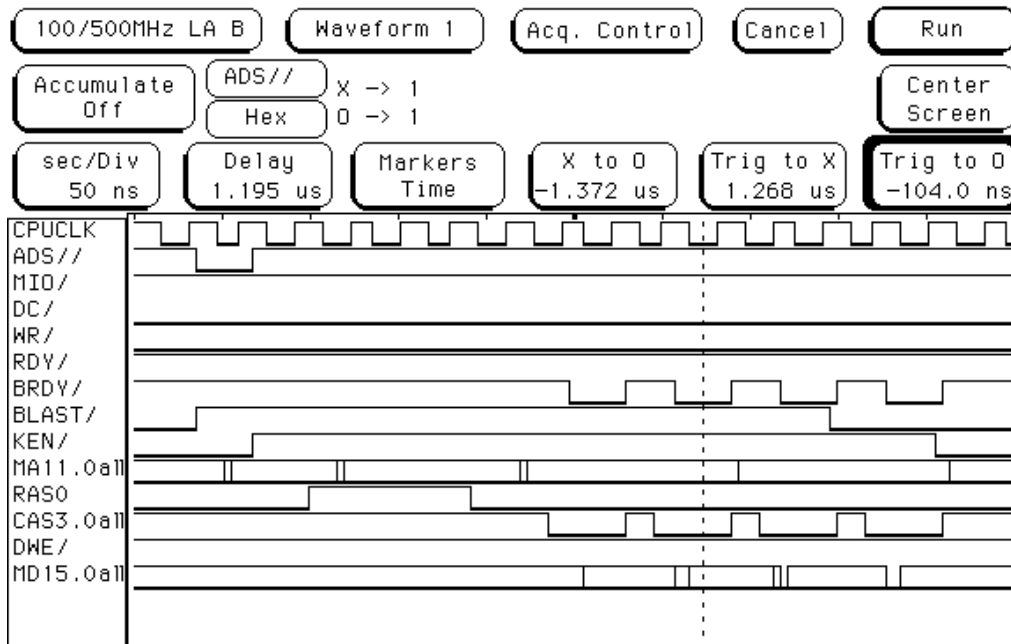 100/500MHz LA B Waveform 1 Acq. Control Cancel Run
Accumulate Off ADS// X -> 1 Center Screen
Hex O -> 1
sec/Div Delay Markers X to O Trig to X Trig to O
50 ns 1.195 us Time -1.372 us 1.268 us -104.0 ns
CPUCLK
ADS//
MIO/
DC/
WR/
RDY/
BRDY/
BLAST/
KEN/
MA11.0all
RAS0
CAS3.0all
DWE/
MD15.0all